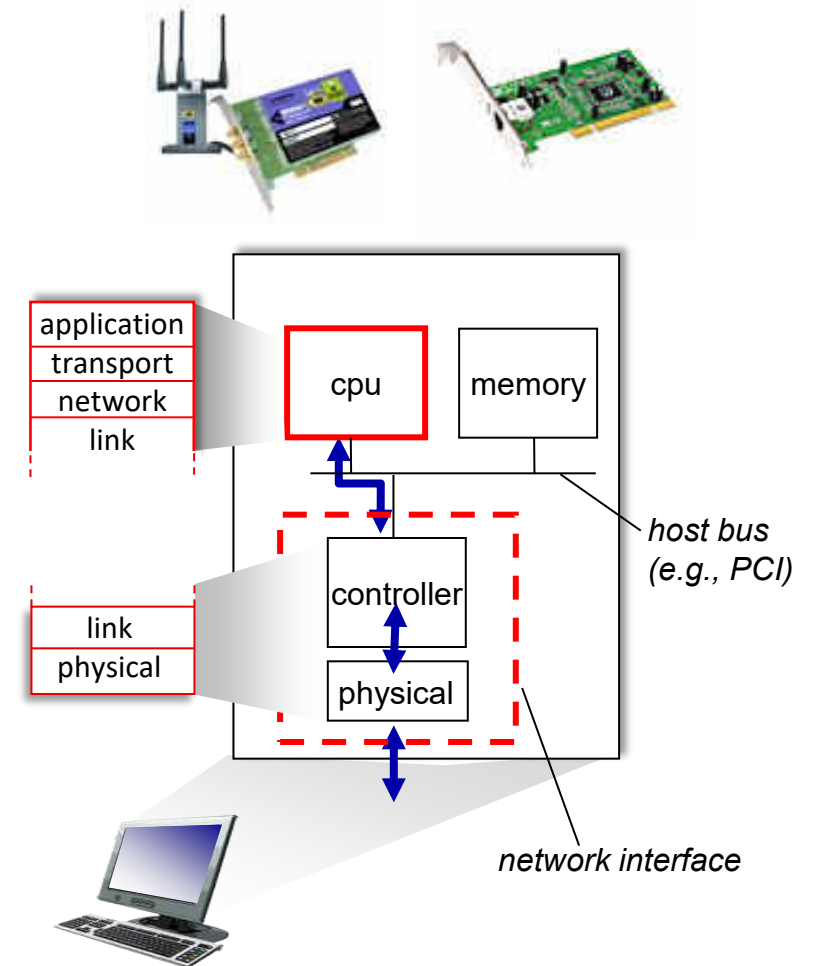 application
transport
network
link
cpu
memory
host bus
(e.g., PCI)
controller
link
physical
physical
network interface